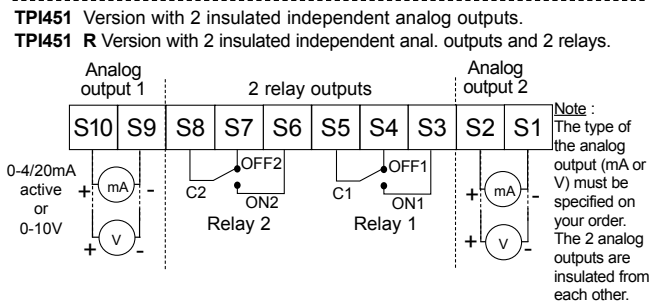 TPI451 Version with 2 insulated independent analog outputs.
TPI451 R Version with 2 insulated independent anal. outputs and 2 relays.
Analog
output 1
2 relay outputs
Analog
output 2
S10 S9 S8 S7 S6 S5 S4 S3 S2 S1
0-4/20mA
active
or
0-10V
+ mA -
+ V -
C2
OFF2
ON2
Relay 2
C1
OFF1
ON1
Relay 1
+ mA -
+ V -
Note :
The type of
the analog
output (mA or
V) must be
specified on
your order.
The 2 analog
outputs are
insulated from
each other.